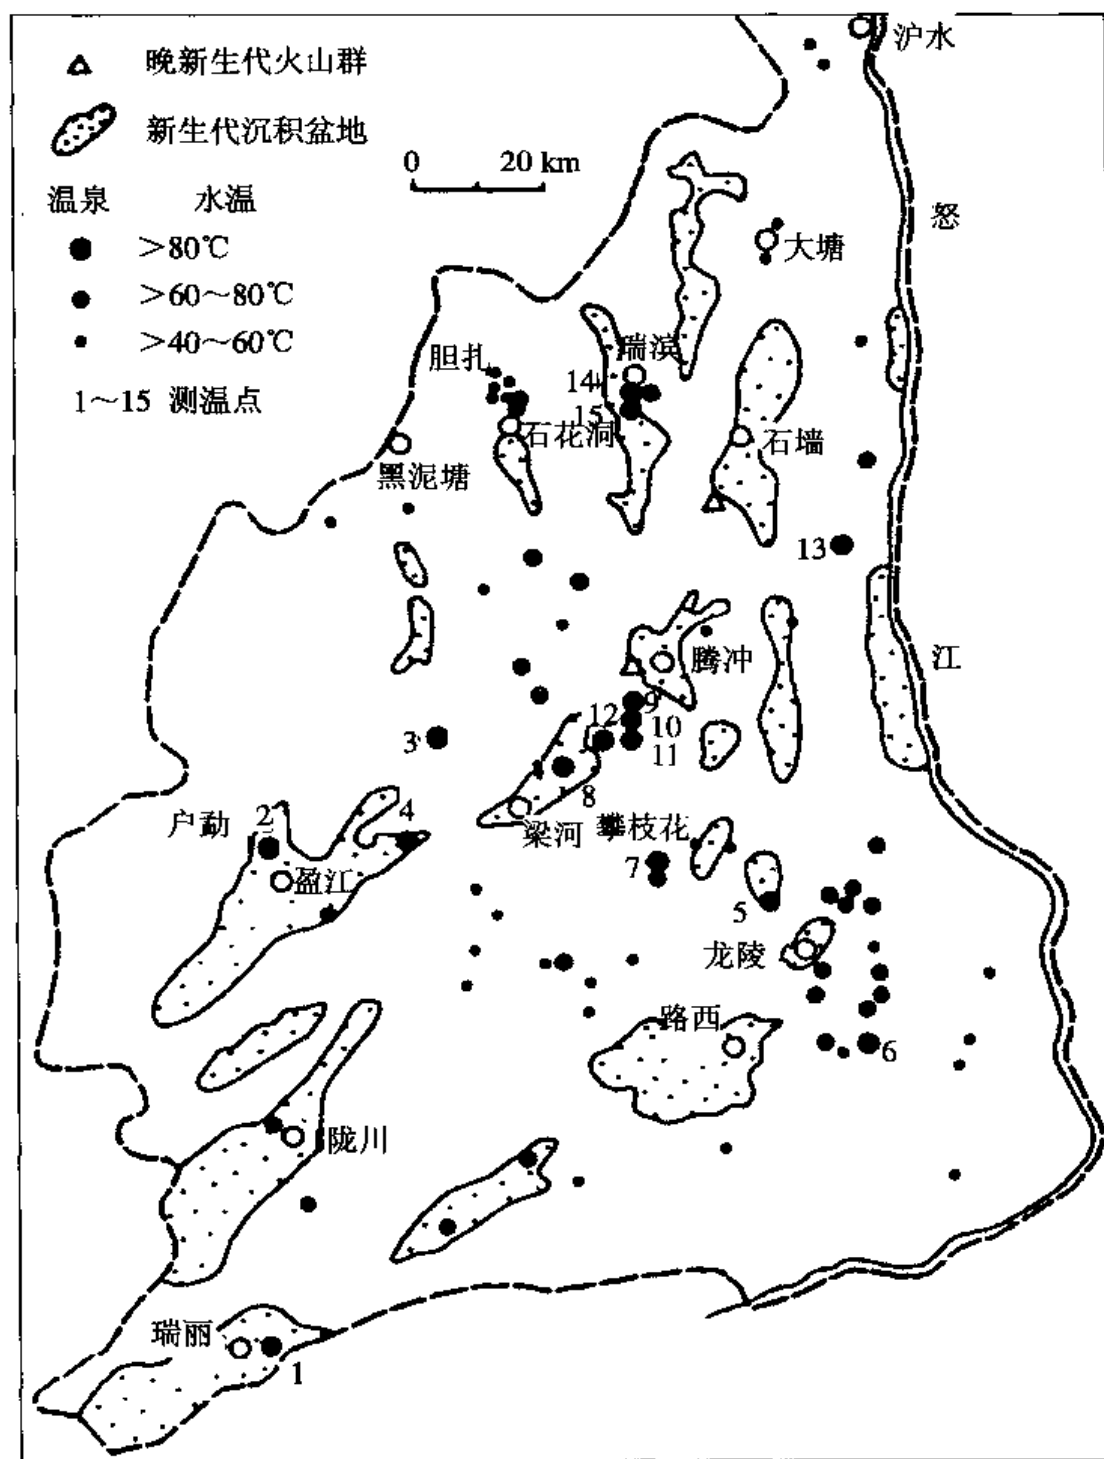 沪水
晚新生代火山群
新生代沉积盆地
0 20 km
温泉 水温
>80℃
>60～80℃
>40～60℃
1～15 测温点
怒
大塘
胆扎
瑞滨
14
15
石花洞
石墙
黑泥塘
13
腾冲
江
9
12
10
3
11
8
户勐
2
4
梁河
攀枝花
7
盈江
5
龙陵
路西
6
陇川
瑞丽
1